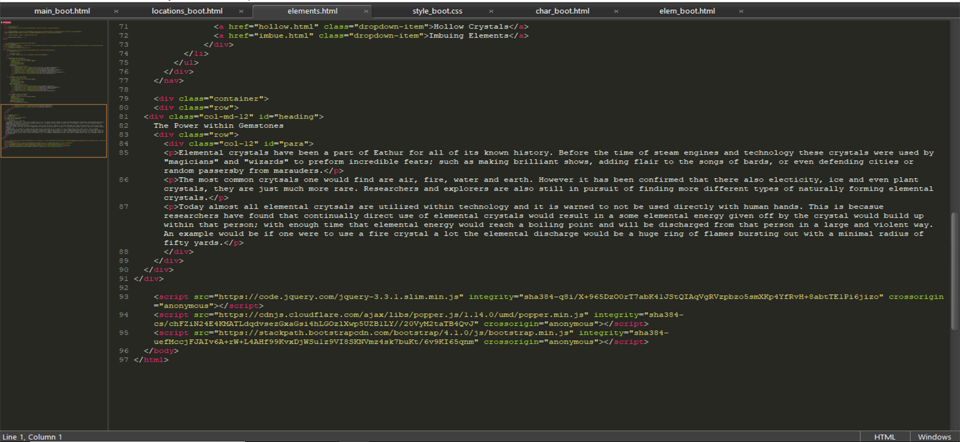 main_boot.html × locations_boot.html × elements.html × style_boot.css × char_boot.html × elem_boot.html ×
71 <a href="hollow.html" class="dropdown-item">Hollow Crystals</a>
72 <a href="imbue.html" class="dropdown-item">Imbuing Elements</a>
73 </div>
74 </li>
75 </ul>
76 </div>
77 </nav>
78
79 <div class="container">
80 <div class="row">
81 <div class="col-md-12" id="heading">
82 The Power within Gemstones
83 <div class="row">
84 <div class="col-12" id="para">
85 <p>Elemental crystals have been a part of Eathur for all of its known history. Before the time of steam engines and technology these crystals were used by
"magicians" and "wizards" to preform incredible feats; such as making brilliant shows, adding flair to the songs of bards, or even defending cities or
random passersby from marauders.</p>
86 <p>The most common crytsals one would find are air, fire, water and earth. However it has been confirmed that there also electicity, ice and even plant
crystals, they are just much more rare. Researchers and explorers are also still in pursuit of finding more different types of naturally forming elemental
crystals.</p>
87 <p>Today almost all elemental crytsals are utilized within technology and it is warned to not be used directly with human hands. This is becasue
researchers have found that continually direct use of elemental crystals would result in a some elemental energy given off by the crystal would build up
within that person; with enough time that elemental energy would reach a boiling point and will be discharged from that person in a large and violent way.
An example would be if one were to use a fire crystal a lot the elemental discharge would be a huge ring of flames bursting out with a minimal radius of
fifty yards.</p>
88 </div>
89 </div>
90 </div>
91 </div>
92
93 <script src="https://code.jquery.com/jquery-3.3.1.slim.min.js" integrity="sha384-q8i/X+965DzO0rT7abK41JStQIAqVgRVzpbzo5smXKp4YfRvH+8abtTE1Pi6jizo" crossorigin
="anonymous"></script>
94 <script src="https://cdnjs.cloudflare.com/ajax/libs/popper.js/1.14.0/umd/popper.min.js" integrity="sha384-
cs/chFZiN24E4KMATLdqdvsezGxaGsi4hLGOzlXwp5UZB1LY//20VyM2taTB4QvJ" crossorigin="anonymous"></script>
95 <script src="https://stackpath.bootstrapcdn.com/bootstrap/4.1.0/js/bootstrap.min.js" integrity="sha384-
uefMccjFJAIv6A+rW+L4AHf99KvxDjWSu1z9VI8SKNVmz4sk7buKt/6v9KI65qnm" crossorigin="anonymous"></script>
96 </body>
97 </html>
Line 1, Column 1 HTML Windows